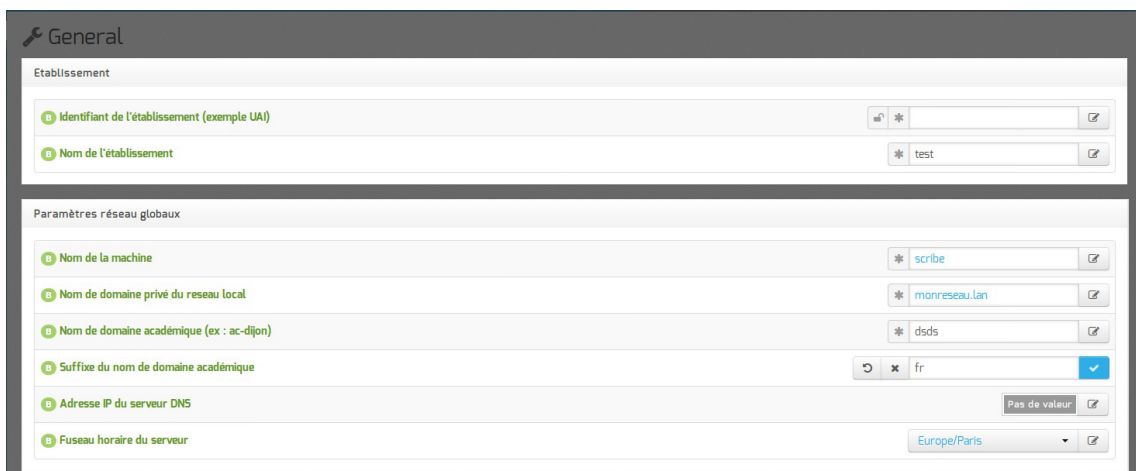 General
Etablissement
B Identifiant de l'établissement (exemple UAI)
B Nom de l'établissement test
Paramètres réseau globaux
B Nom de la machine scribe
B Nom de domaine privé du reseau local monreseau.lan
B Nom de domaine académique (ex : ac-dijon) dsds
B Suffixe du nom de domaine académique fr
B Adresse IP du serveur DNS Pas de valeur
B Fuseau horaire du serveur Europe/Paris